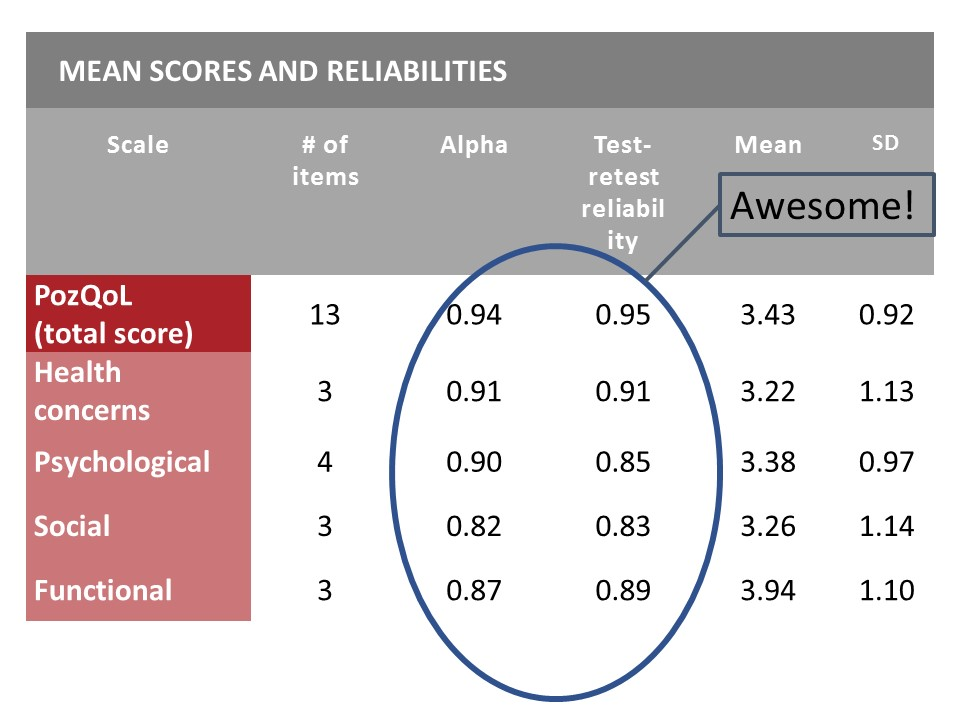 MEAN SCORES AND RELIABILITIES
Scale # of items Alpha Test-retest reliability Mean SD
Awesome!
PozQoL (total score) 13 0.94 0.95 3.43 0.92
Health concerns 3 0.91 0.91 3.22 1.13
Psychological 4 0.90 0.85 3.38 0.97
Social 3 0.82 0.83 3.26 1.14
Functional 3 0.87 0.89 3.94 1.10